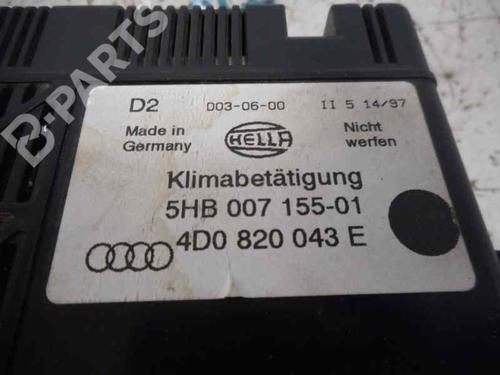 B-PARTS
D2 D03-06-00 II 5 14/97
Made in Germany
HELLA
Nicht werfen
Klimabetätigung
5HB 007 155-01
4D0 820 043 E